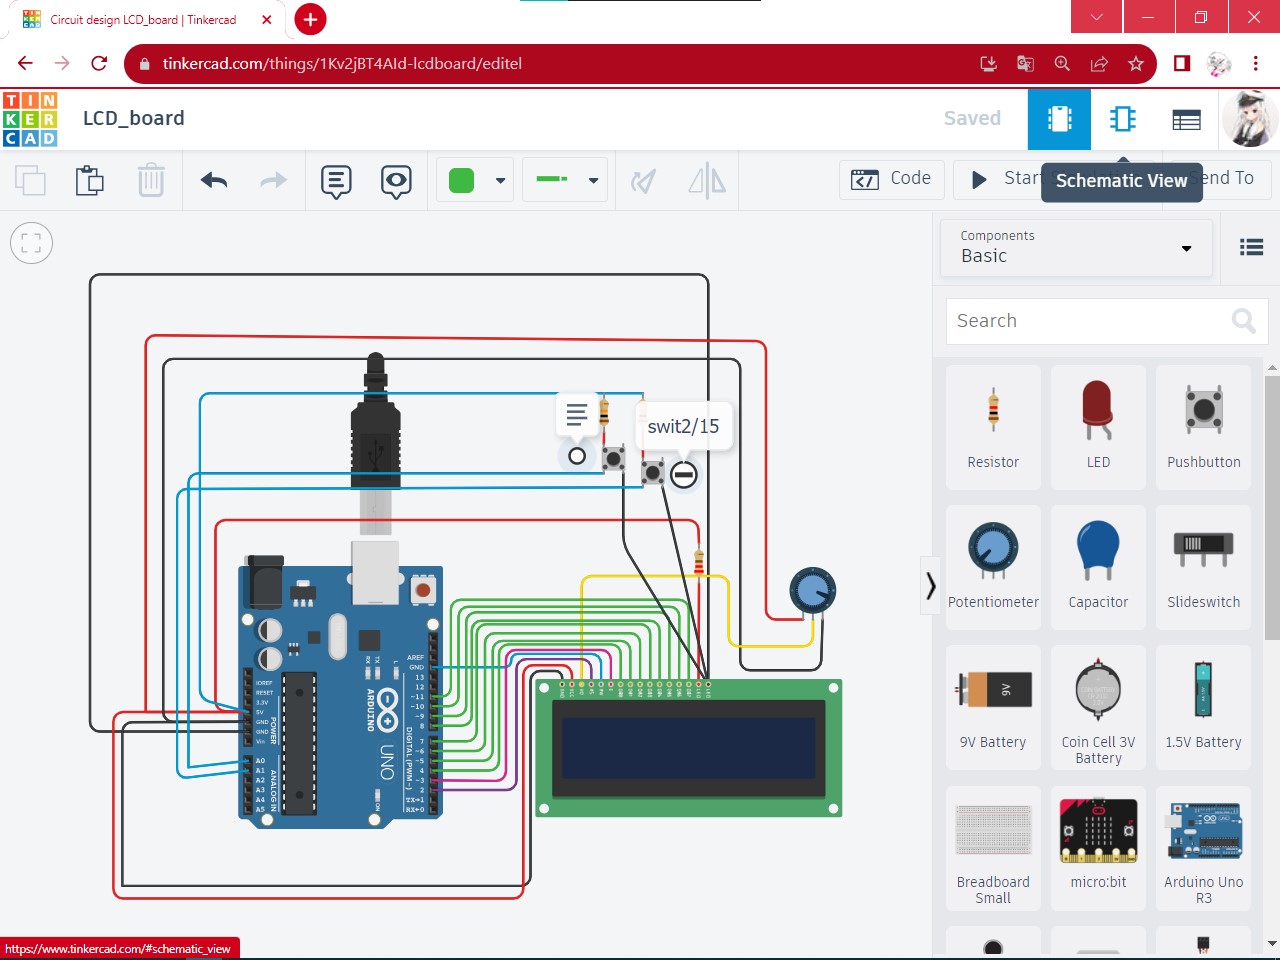 Circuit design LCD_board | Tinkercad
tinkercad.com/things/1Kv2jBT4AId-lcdboard/editel
TIN
KER
CAD
LCD_board
Saved
Code
Start
Schematic View
Send To
Components
Basic
Search
swit2/15
Resistor
LED
Pushbutton
Potentiometer
Capacitor
Slideswitch
9V
9V Battery
Coin Cell 3V
Battery
1.5V Battery
Breadboard
Small
micro:bit
Arduino Uno
R3
AREF
GND
13
12
~11
~10
~9
8
7
~6
~5
4
~3
2
TX→1
RX←0
IOREF
RESET
3.3V
5V
GND
GND
Vin
A0
A1
A2
A3
A4
A5
POWER
ANALOG IN
DIGITAL (PWM~)
ARDUINO
UNO
RX
TX
L
ON
https://www.tinkercad.com/#schematic_view